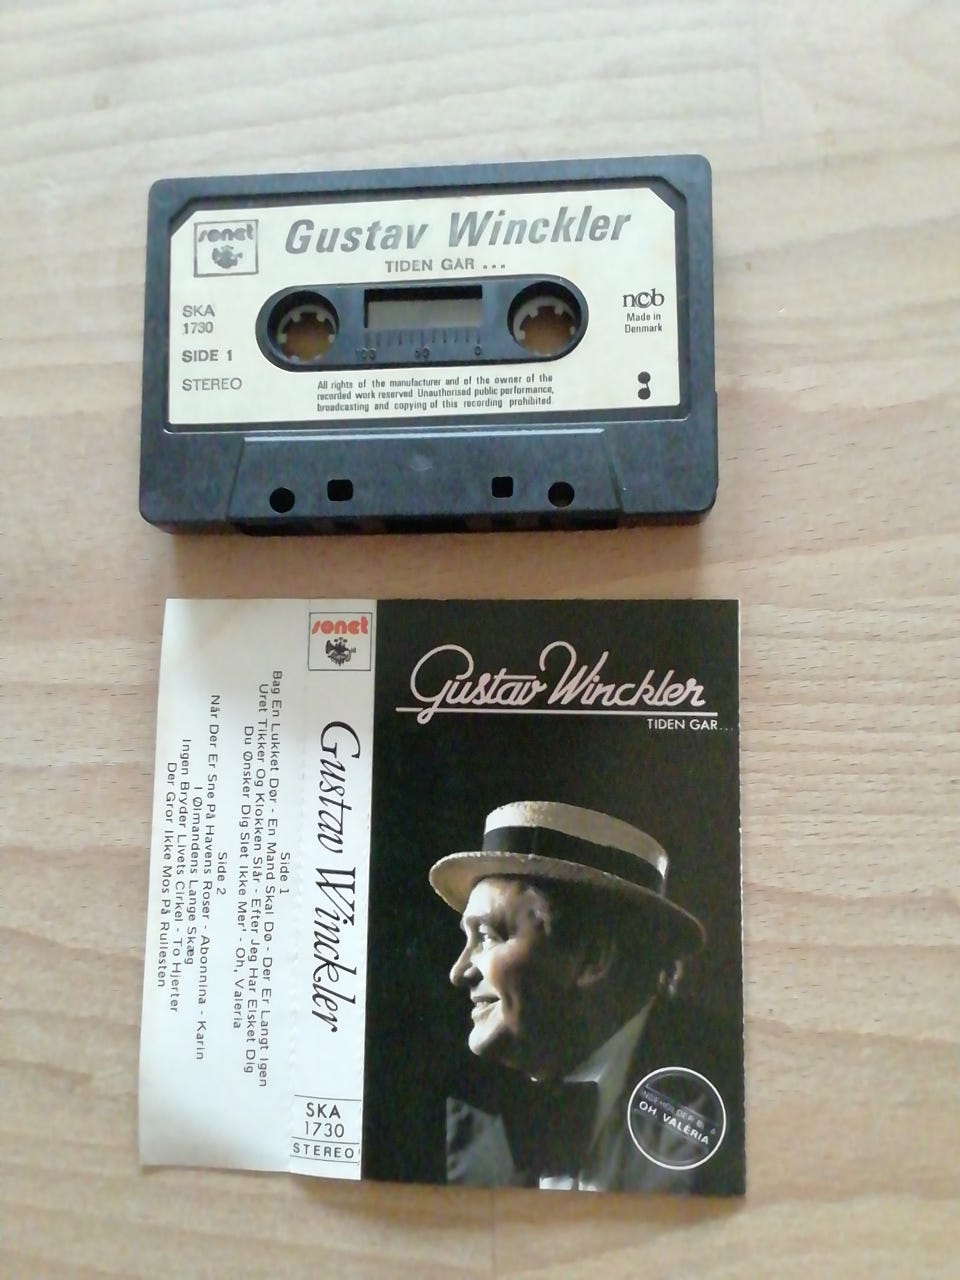 sonet
Gustav Winckler
TIDEN GÅR ...
SKA
1730
SIDE 1
STEREO
ncb
Made in
Denmark
100 50 0
All rights of the manufacturer and of the owner of the
recorded work reserved Unauthorised public performance,
broadcasting and copying of this recording prohibited
sonet
Gustav Winckler
SKA
1730
STEREO
Side 1
Bag En Lukket Dør - En Mand Skal Dø - Der Er Langt Igen
Uret Tikker Og Klokken Slår - Efter Jeg Har Elsket Dig
Du Ønsker Dig Slet Ikke Mer' - Oh, Valeria
Side 2
Når Der Er Sne På Havens Roser - Abonnina - Karin
I Ølmandens Lange Skæg
Ingen Bryder Livets Cirkel - To Hjerter
Der Gror Ikke Mos På Rullesten
Gustav Winckler
TIDEN GÅR...
INDEHOLDER BL. A.
OH VALERIA